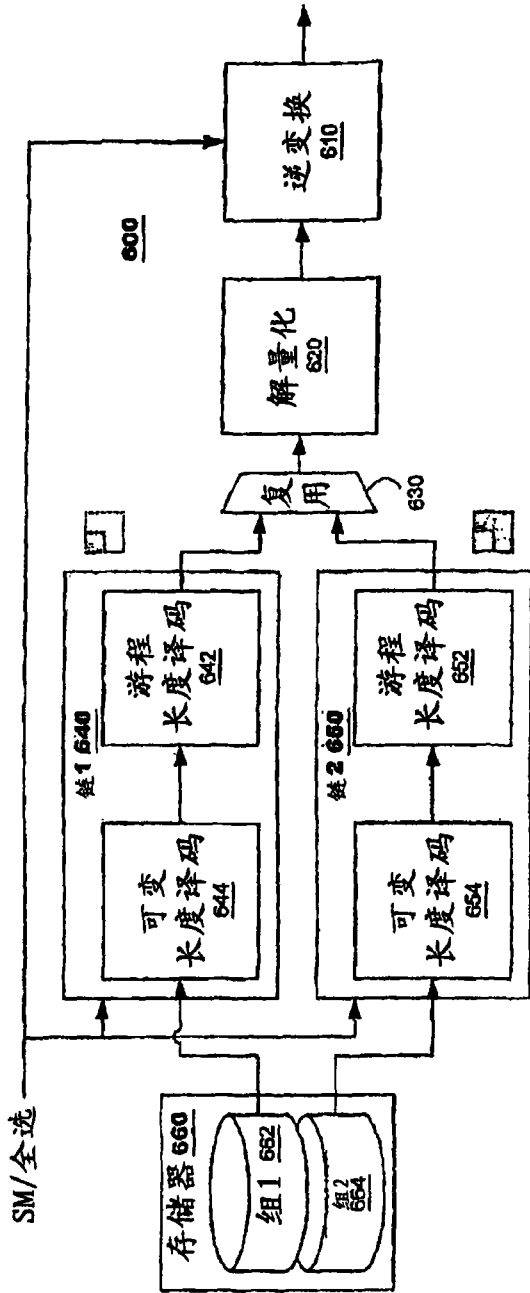 SM/全选
600
存储器 660
组1 662
组2 664
链1 640
可变
长度译码
644
游程
长度译码
642
链2 650
可变
长度译码
654
游程
长度译码
652
复用
630
解量化
620
逆变换
610